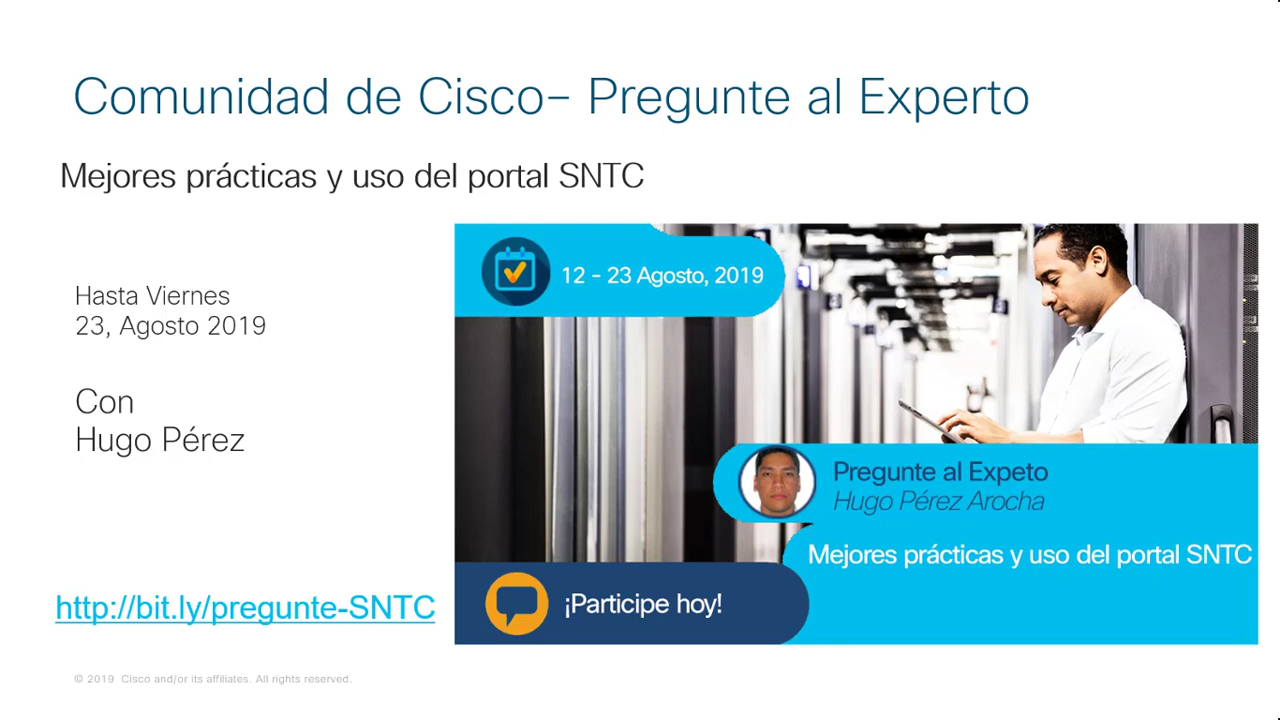 Comunidad de Cisco– Pregunte al Experto
Mejores prácticas y uso del portal SNTC
Hasta Viernes
23, Agosto 2019
Con
Hugo Pérez
http://bit.ly/pregunte-SNTC
12 - 23 Agosto, 2019
Pregunte al Expeto
Hugo Pérez Arocha
Mejores prácticas y uso del portal SNTC
¡Participe hoy!
© 2019 Cisco and/or its affiliates. All rights reserved.